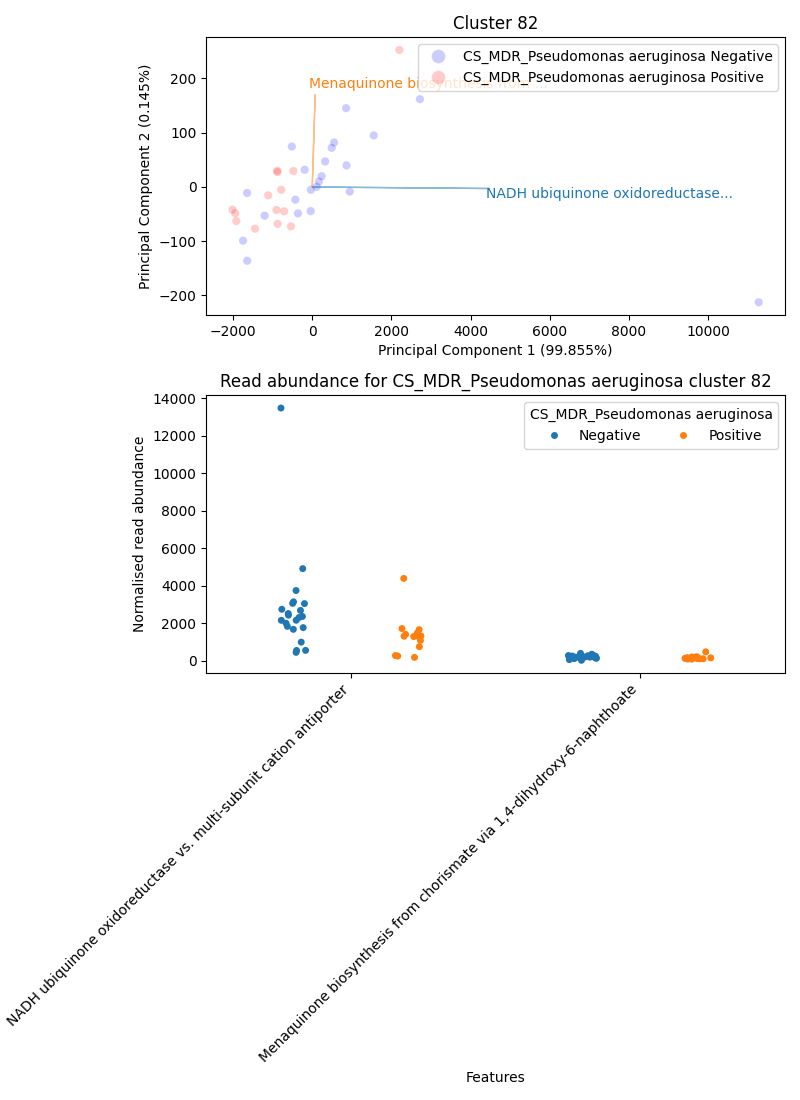 Cluster 82
CS_MDR_Pseudomonas aeruginosa Negative
CS_MDR_Pseudomonas aeruginosa Positive
Menaquinone biosynthesis from ...
NADH ubiquinone oxidoreductase...
Principal Component 2 (0.145%)
200
100
0
−100
−200
−2000
0
2000
4000
6000
8000
10000
Principal Component 1 (99.855%)
Read abundance for CS_MDR_Pseudomonas aeruginosa cluster 82
CS_MDR_Pseudomonas aeruginosa
Negative
Positive
Normalised read abundance
14000
12000
10000
8000
6000
4000
2000
0
NADH ubiquinone oxidoreductase vs. multi-subunit cation antiporter
Menaquinone biosynthesis from chorismate via 1,4-dihydroxy-6-naphthoate
Features